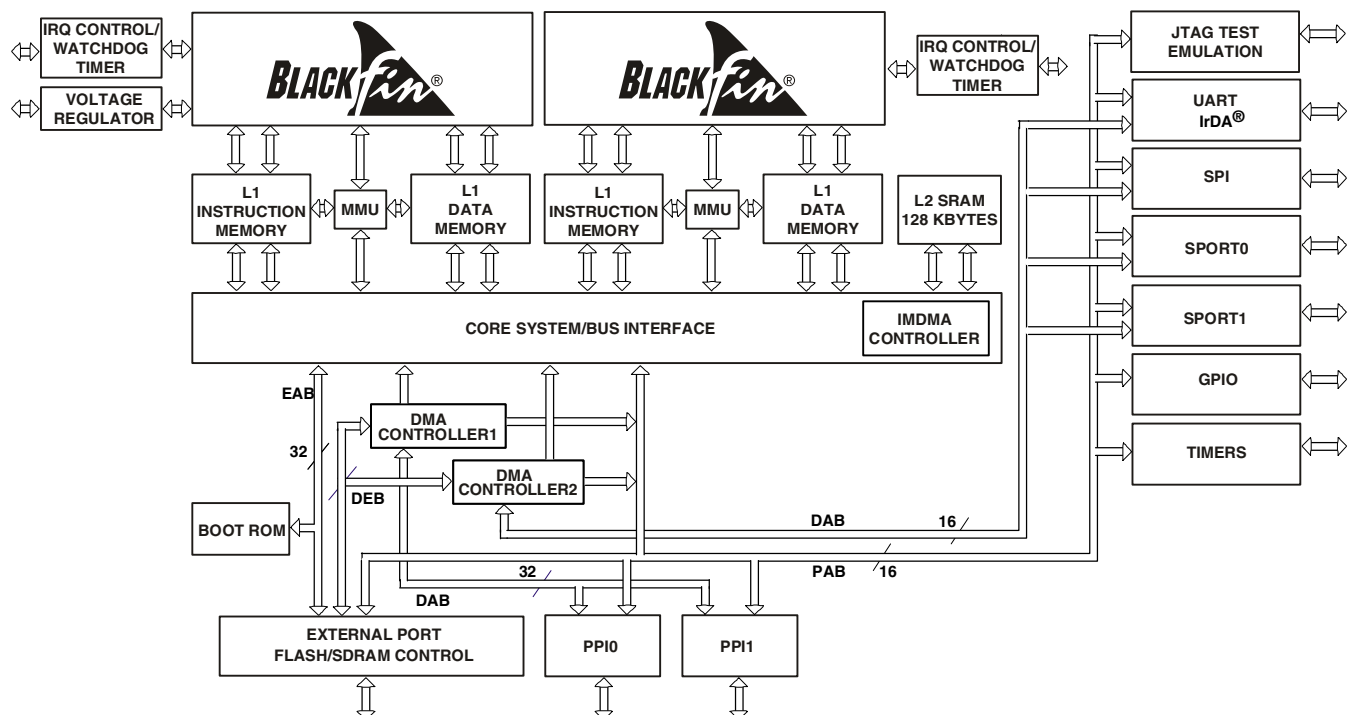 IRQ CONTROL/
WATCHDOG
TIMER
VOLTAGE
REGULATOR
BLACKfin®
BLACKfin®
IRQ CONTROL/
WATCHDOG
TIMER
JTAG TEST
EMULATION
UART
IrDA®
SPI
SPORT0
SPORT1
GPIO
TIMERS
L1
INSTRUCTION
MEMORY
MMU
L1
DATA
MEMORY
L1
INSTRUCTION
MEMORY
MMU
L1
DATA
MEMORY
L2 SRAM
128 KBYTES
CORE SYSTEM/BUS INTERFACE
IMDMA
CONTROLLER
EAB
32
DMA
CONTROLLER1
DMA
CONTROLLER2
DEB
BOOT ROM
DAB
16
PAB
16
32
DAB
EXTERNAL PORT
FLASH/SDRAM CONTROL
PPI0
PPI1